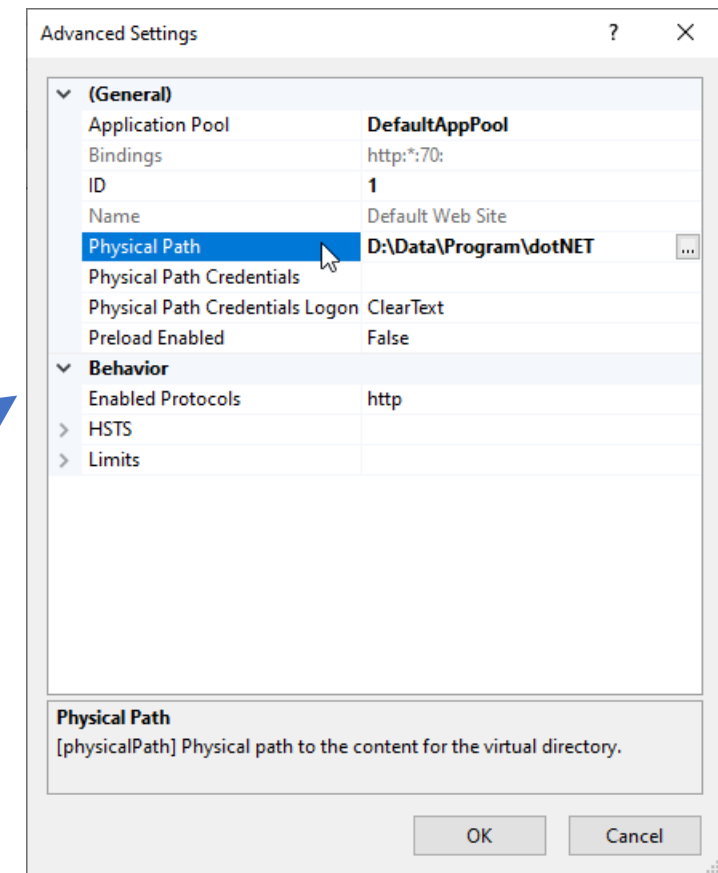 Advanced Settings ? ×
(General)
Application Pool DefaultAppPool
Bindings http:*:70:
ID 1
Name Default Web Site
Physical Path D:\Data\Program\dotNET ...
Physical Path Credentials
Physical Path Credentials Logon ClearText
Preload Enabled False
Behavior
Enabled Protocols http
HSTS
Limits
Physical Path
[physicalPath] Physical path to the content for the virtual directory.
OK Cancel